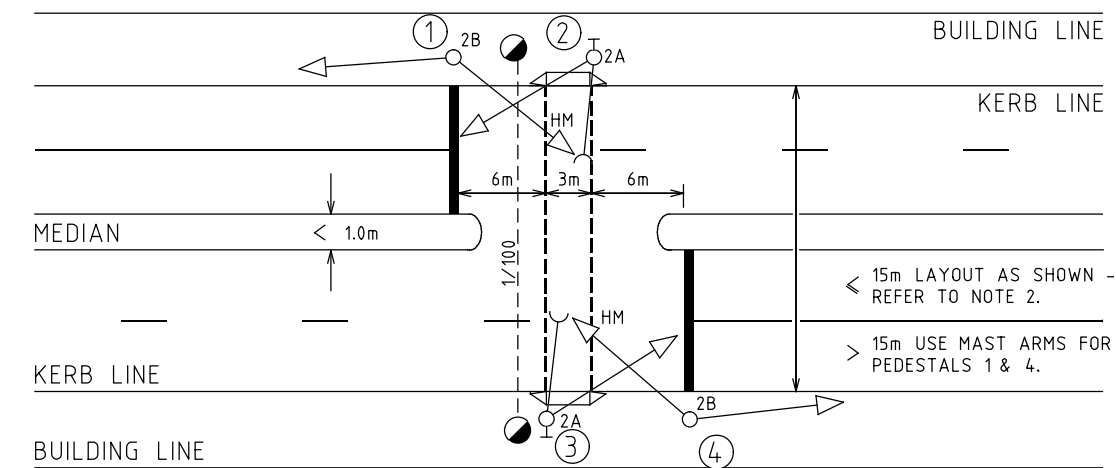 1
2B
2
2A
BUILDING LINE
KERB LINE
HM
6m
3m
6m
MEDIAN
< 1.0m
1/100
HM
≤ 15m LAYOUT AS SHOWN -
REFER TO NOTE 2.
> 15m USE MAST ARMS FOR
PEDESTALS 1 & 4.
KERB LINE
2A
3
2B
4
BUILDING LINE